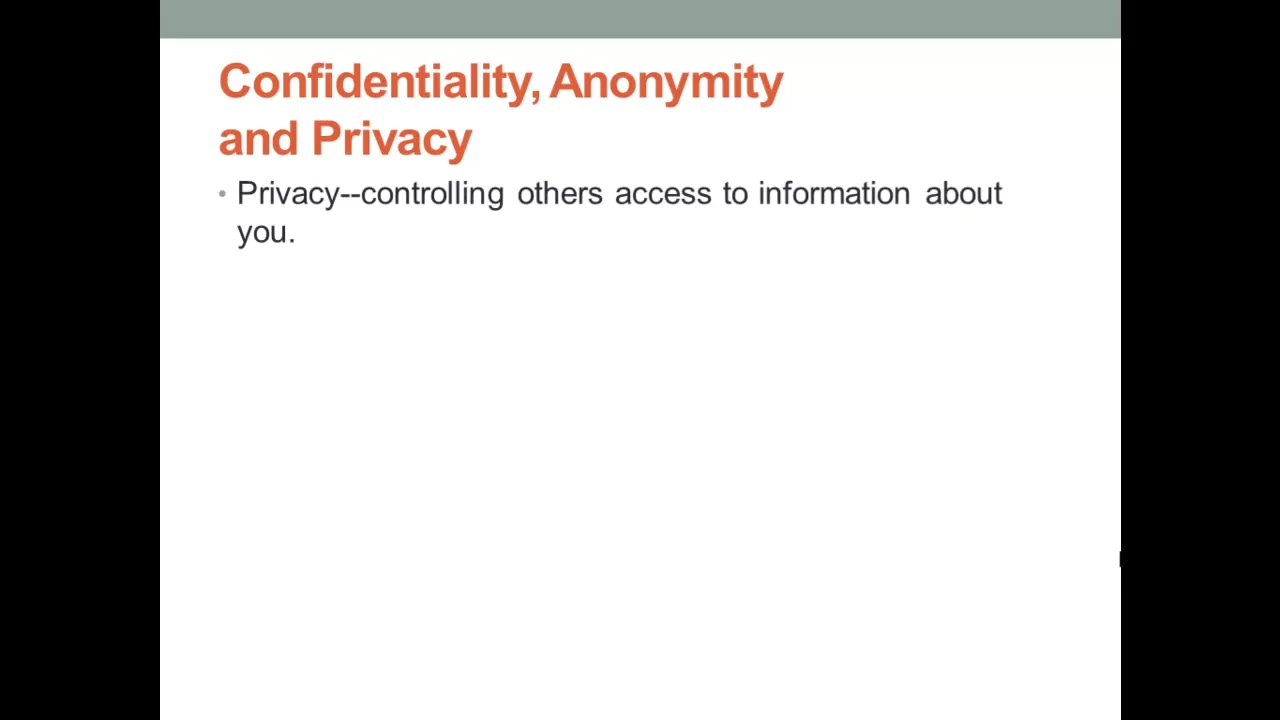 Confidentiality, Anonymity
and Privacy
• Privacy--controlling others access to information about
you.